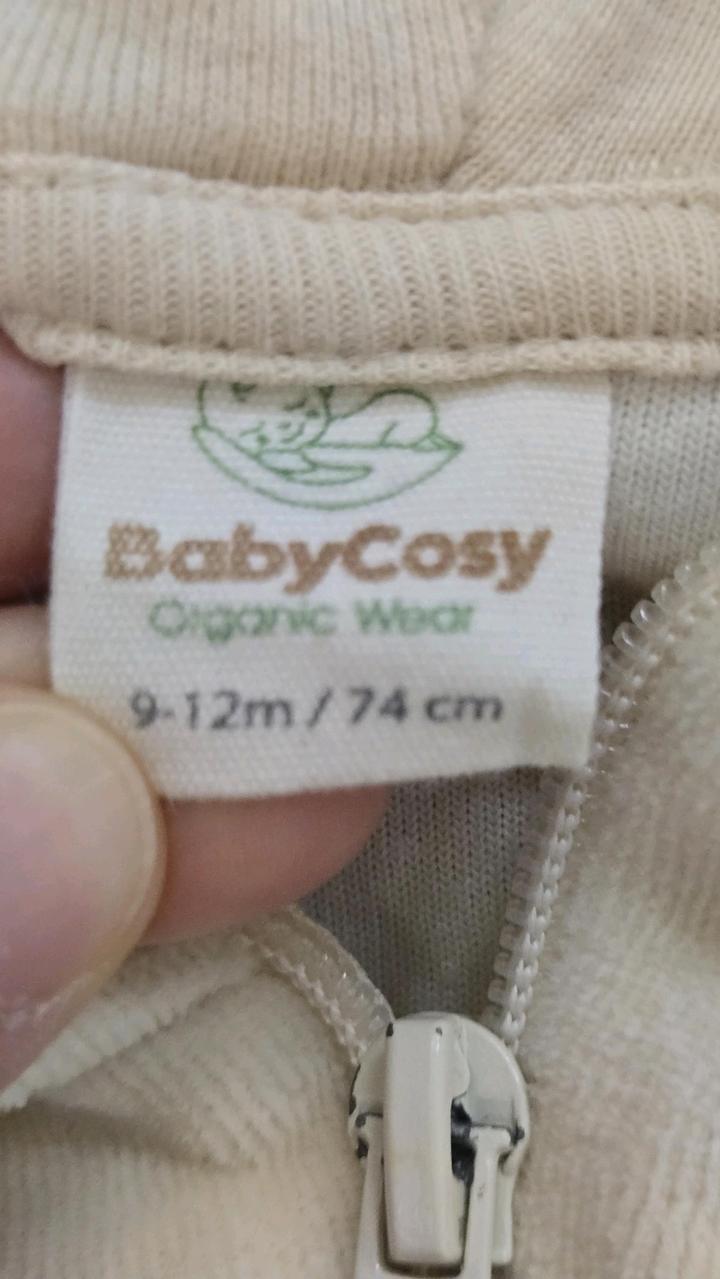 BabyCosy
Organic Wear
9-12m / 74 cm